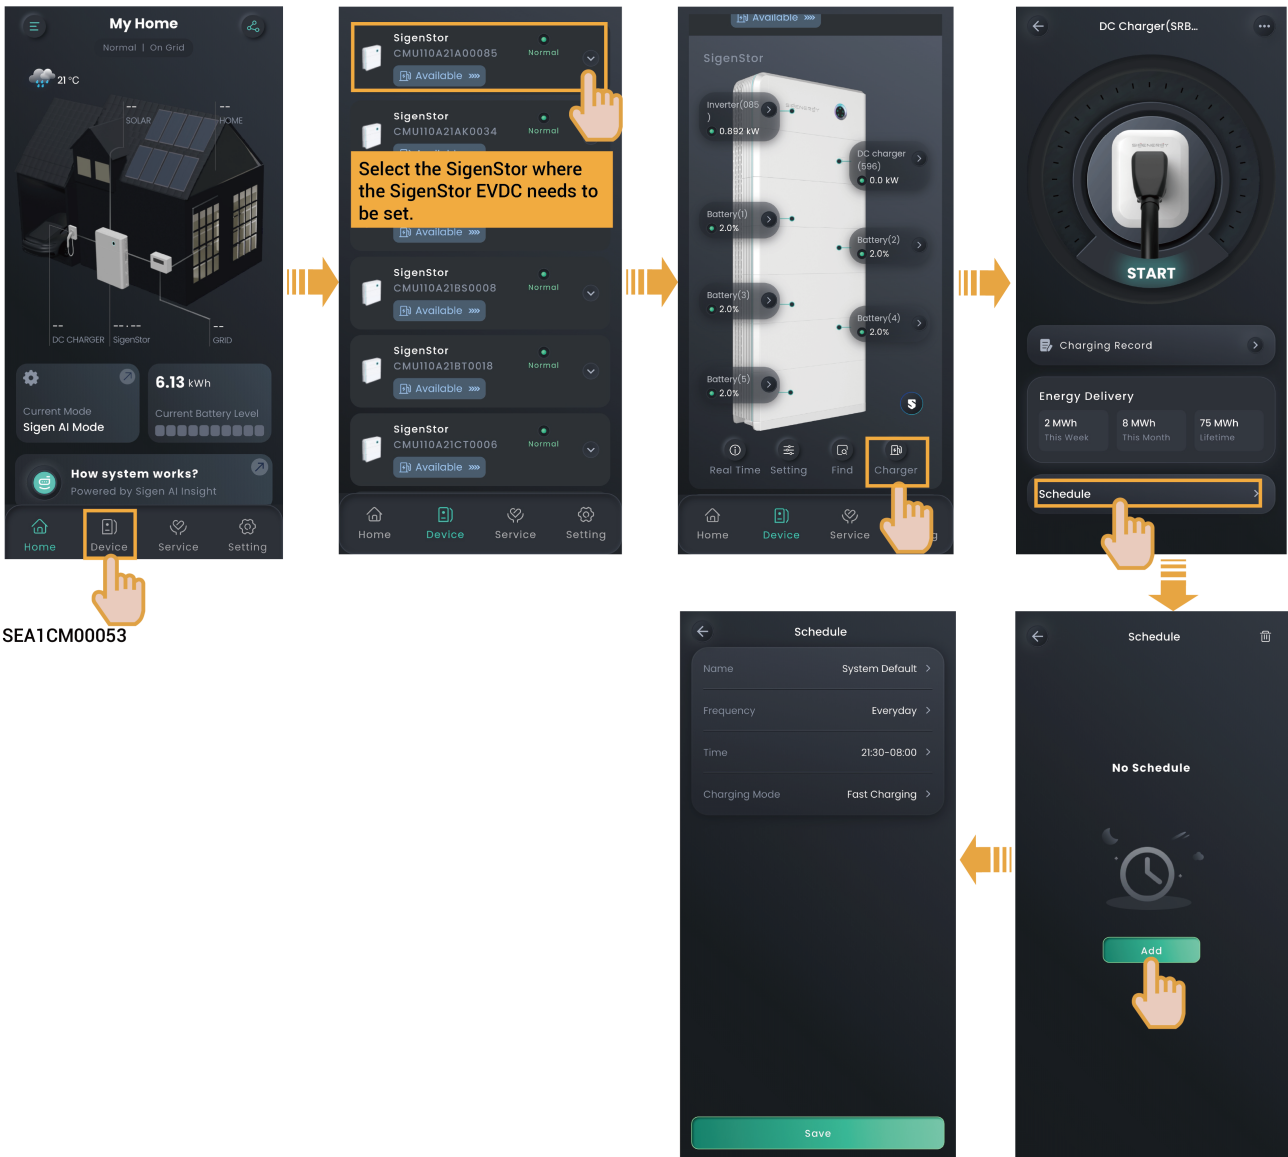 My Home
Normal | On Grid
21 °C
--
SOLAR
--
HOME
--
DC CHARGER
--.--
SigenStor
--
GRID
Current Mode
Sigen AI Mode
6.13 kWh
Current Battery Level
How system works?
Powered by Sigen AI Insight
Home
Device
Service
Setting
SEA1CM00053
SigenStor
CMU110A21A00085
Normal
Available
SigenStor
CMU110A21AK0034
Normal
Select the SigenStor where
the SigenStor EVDC needs to
be set.
Available
SigenStor
CMU110A21BS0008
Normal
Available
SigenStor
CMU110A21BT0018
Normal
Available
SigenStor
CMU110A21CT0006
Normal
Available
Home
Device
Service
Setting
Available
SigenStor
Inverter(085
)
0.892 kW
DC charger
(596)
0.0 kW
Battery(1)
2.0%
Battery(2)
2.0%
Battery(3)
2.0%
Battery(4)
2.0%
Battery(5)
2.0%
Real Time
Setting
Find
Charger
Home
Device
Service
DC Charger(SRB...
START
Charging Record
Energy Delivery
2 MWh
This Week
8 MWh
This Month
75 MWh
Lifetime
Schedule
Schedule
No Schedule
Add
Schedule
Name
System Default
Frequency
Everyday
Time
21:30-08:00
Charging Mode
Fast Charging
Save